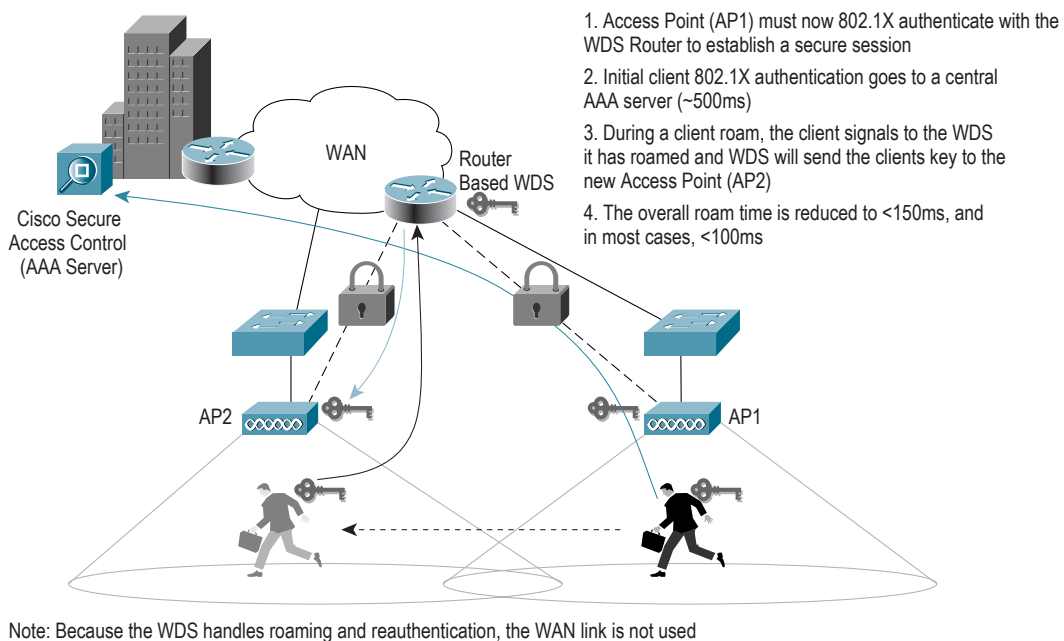 1. Access Point (AP1) must now 802.1X authenticate with the
WDS Router to establish a secure session
2. Initial client 802.1X authentication goes to a central
AAA server (~500ms)
3. During a client roam, the client signals to the WDS
it has roamed and WDS will send the clients key to the
new Access Point (AP2)
4. The overall roam time is reduced to <150ms, and
in most cases, <100ms
WAN
Router
Based WDS
Cisco Secure
Access Control
(AAA Server)
AP2
AP1
Note: Because the WDS handles roaming and reauthentication, the WAN link is not used